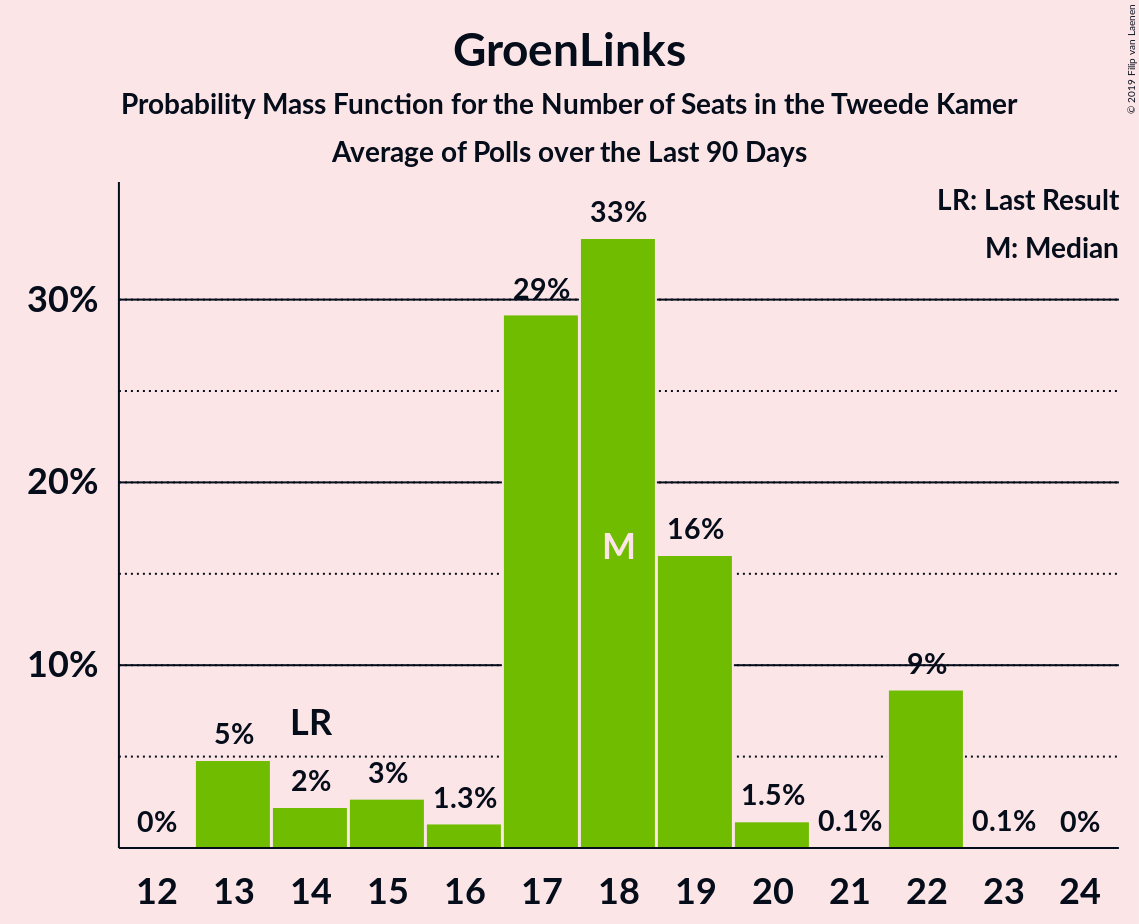 GroenLinks
Probability Mass Function for the Number of Seats in the Tweede Kamer
Average of Polls over the Last 90 Days
© 2019 Filip van Laenen
LR: Last Result
M: Median
33%
30%
29%
20%
16%
M
10%
9%
5%
LR
2%
3%
1.3%
1.5%
0%
0.1%
0.1%
0%
12 13 14 15 16 17 18 19 20 21 22 23 24